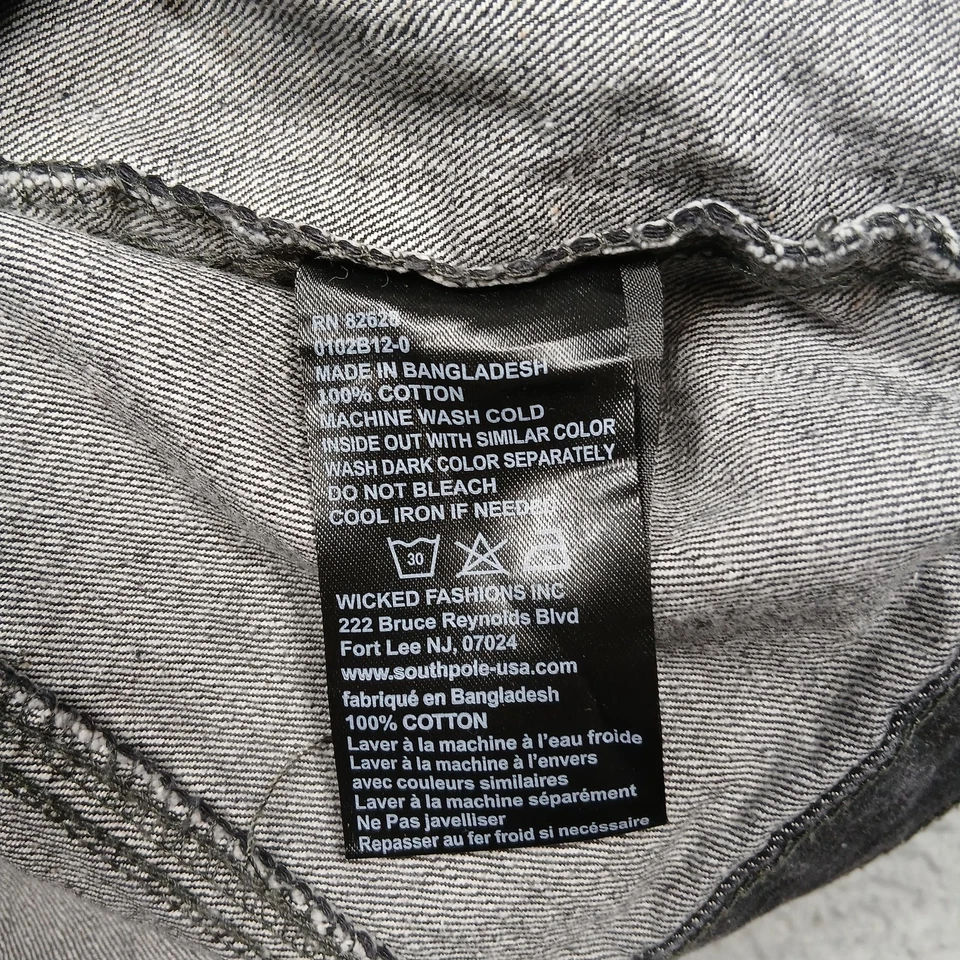 RN
0102B12-0
MADE IN BANGLADESH
100% COTTON
MACHINE WASH COLD
INSIDE OUT WITH SIMILAR COLOR
WASH DARK COLOR SEPARATELY
DO NOT BLEACH
COOL IRON IF NEEDED
30
WICKED FASHIONS INC
222 Bruce Reynolds Blvd
Fort Lee NJ, 07024
www.southpole-usa.com
fabriqué en Bangladesh
100% COTTON
Laver à la machine à l'eau froide
Laver à la machine à l'envers
avec couleurs similaires
Laver à la machine séparément
Ne Pas javelliser
Repasser au fer froid si necéssaire